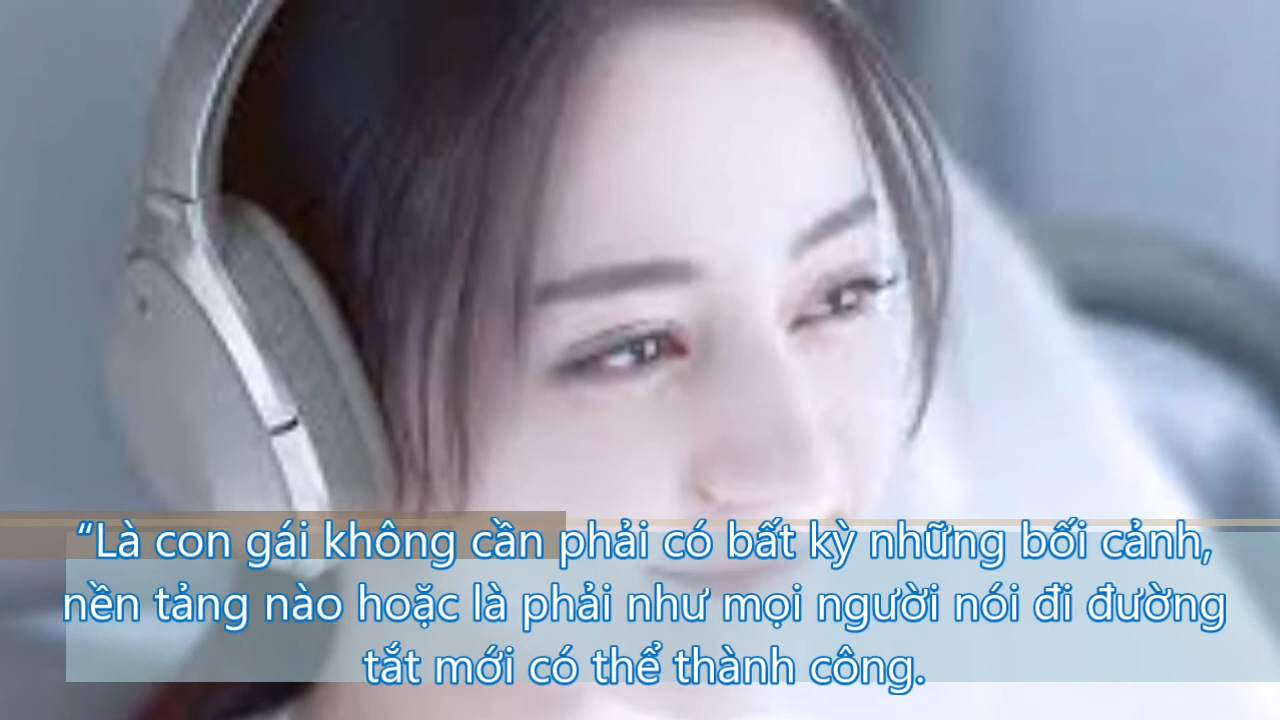 “Là con gái không cần phải có bất kỳ những bối cảnh,
nền tảng nào hoặc là phải như mọi người nói đi đường
tắt mới có thể thành công.